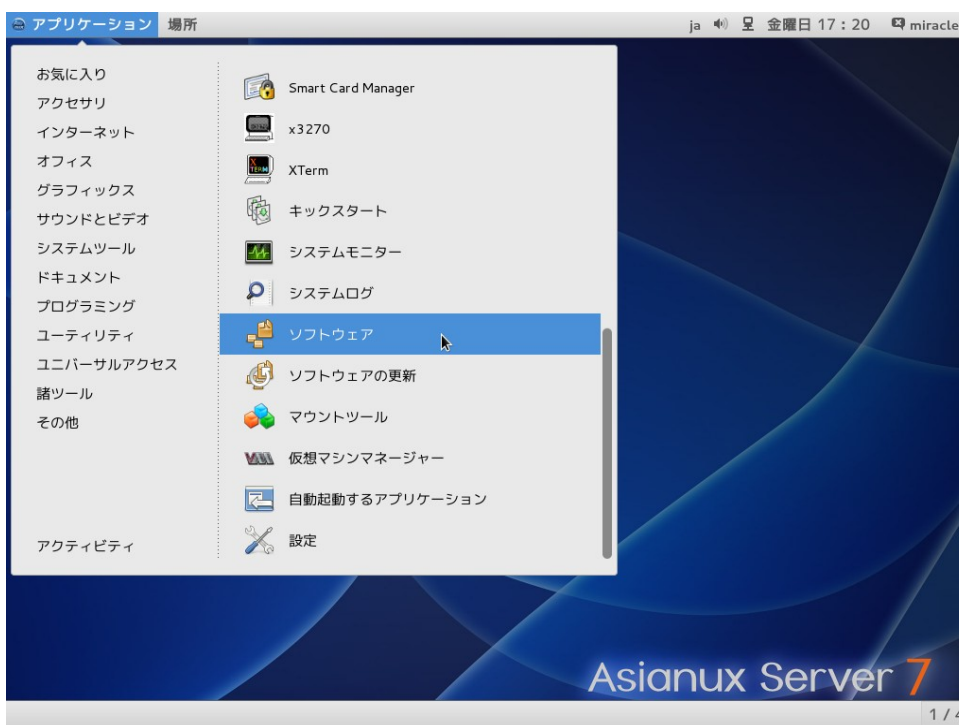 アプリケーション 場所 ja 金曜日 17：20 miracle
お気に入り
アクセサリ
インターネット
オフィス
グラフィックス
サウンドとビデオ
システムツール
ドキュメント
プログラミング
ユーティリティ
ユニバーサルアクセス
諸ツール
その他
アクティビティ
Smart Card Manager
x3270
XTerm
キックスタート
システムモニター
システムログ
ソフトウェア
ソフトウェアの更新
マウントツール
仮想マシンマネージャー
自動起動するアプリケーション
設定
Asianux Server 7
1 / 4